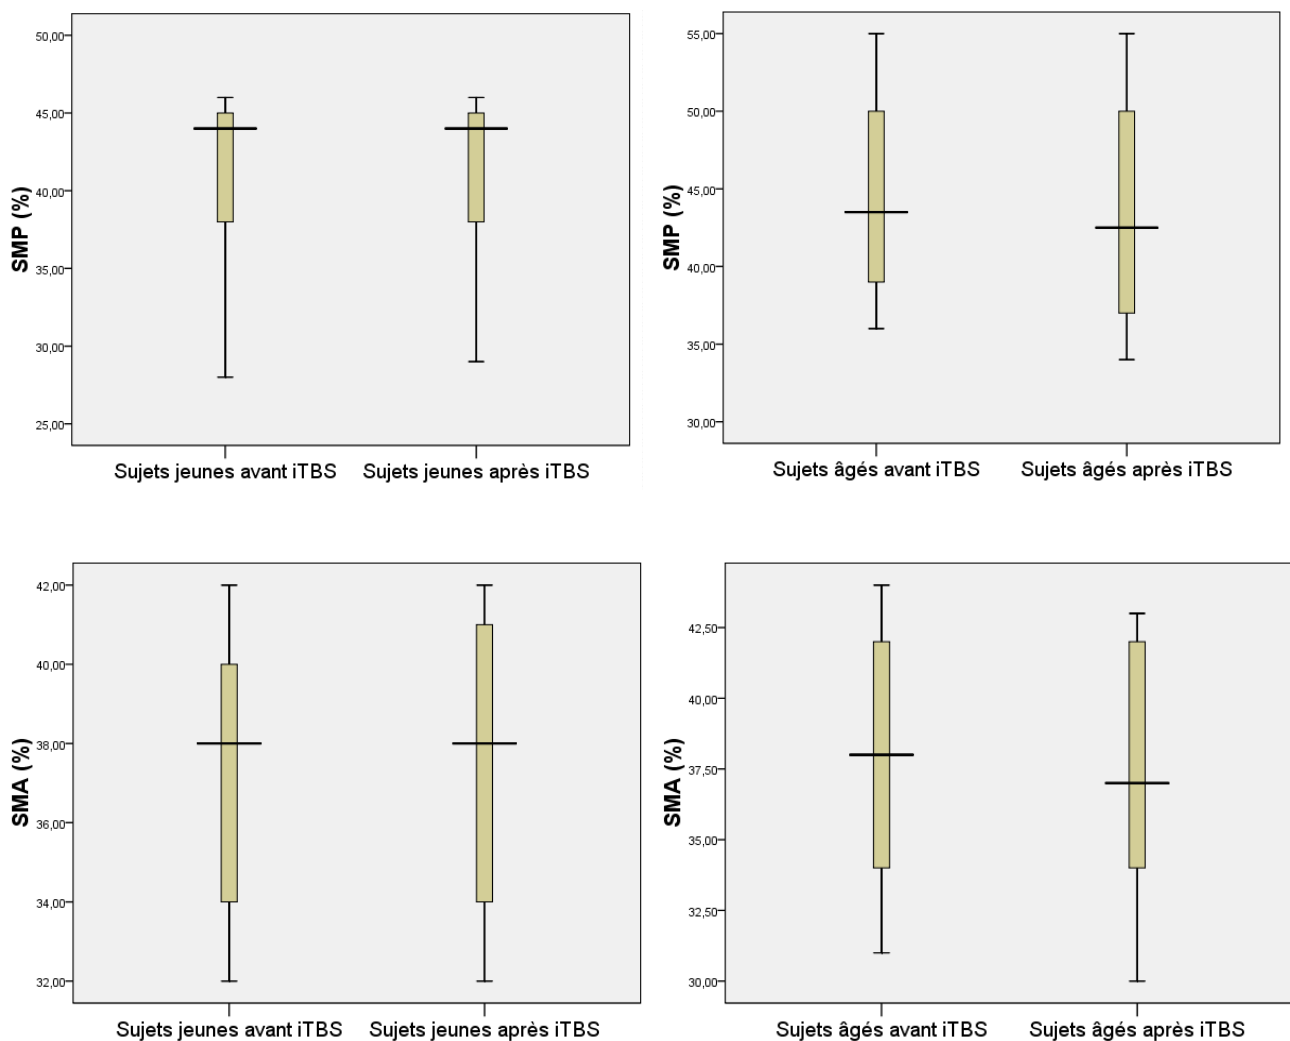 50,00
45,00
40,00
35,00
30,00
25,00
SMP (%)
Sujets jeunes avant iTBS
Sujets jeunes après iTBS
55,00
50,00
45,00
40,00
35,00
30,00
SMP (%)
Sujets âgés avant iTBS
Sujets âgés après iTBS
42,00
40,00
38,00
36,00
34,00
32,00
SMA (%)
Sujets jeunes avant iTBS
Sujets jeunes après iTBS
42,50
40,00
37,50
35,00
32,50
30,00
SMA (%)
Sujets âgés avant iTBS
Sujets âgés après iTBS